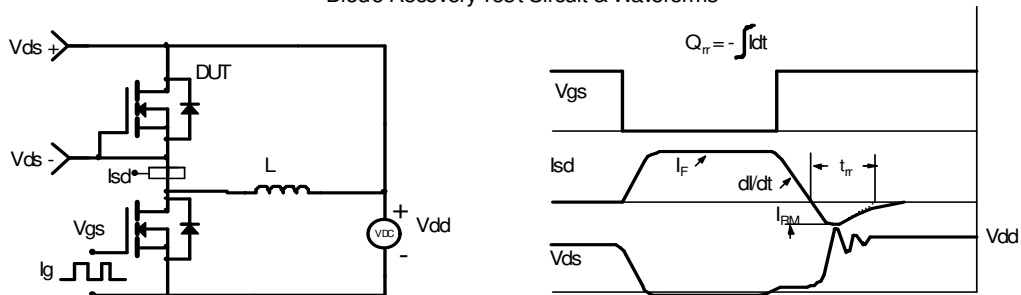 Diode Recovery Test Circuit & Waveforms
Vds +
DUT
Vds -
Isd
L
Vgs
Ig
VDC
+
-
Vdd
Q_rr = - ∫Idt
Vgs
Isd
I_F
dI/dt
t_rr
I_RM
Vds
Vdd